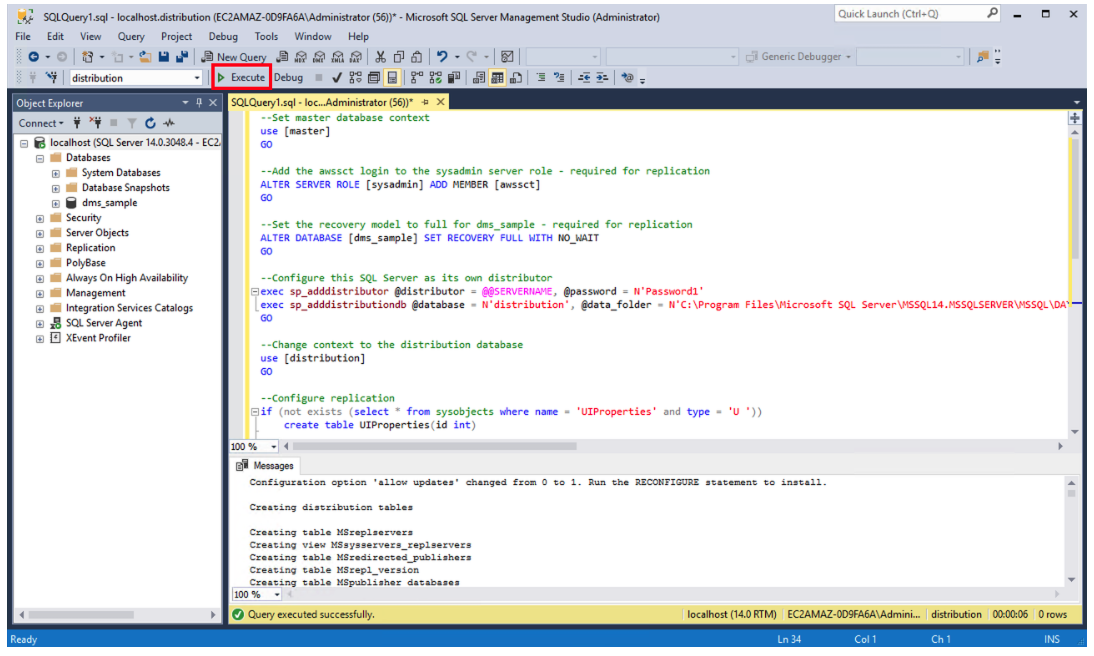 SQLQuery1.sql - localhost.distribution (EC2AMAZ-0D9FA6A\Administrator (56))* - Microsoft SQL Server Management Studio (Administrator)
Quick Launch (Ctrl+Q)
File Edit View Query Project Debug Tools Window Help
New Query
Generic Debugger
distribution
Execute Debug
Object Explorer
SQLQuery1.sql - loc...Administrator (56))*
Connect
localhost (SQL Server 14.0.3048.4 - EC2
Databases
System Databases
Database Snapshots
dms_sample
Security
Server Objects
Replication
PolyBase
Always On High Availability
Management
Integration Services Catalogs
SQL Server Agent
XEvent Profiler
--Set master database context
use [master]
GO
--Add the awssct login to the sysadmin server role - required for replication
ALTER SERVER ROLE [sysadmin] ADD MEMBER [awssct]
GO
--Set the recovery model to full for dms_sample - required for replication
ALTER DATABASE [dms_sample] SET RECOVERY FULL WITH NO_WAIT
GO
--Configure this SQL Server as its own distributor
exec sp_adddistributor @distributor = @@SERVERNAME, @password = N'Password1'
exec sp_adddistributiondb @database = N'distribution', @data_folder = N'C:\Program Files\Microsoft SQL Server\MSSQL14.MSSQLSERVER\MSSQL\DA
GO
--Change context to the distribution database
use [distribution]
GO
--Configure replication
if (not exists (select * from sysobjects where name = 'UIProperties' and type = 'U '))
create table UIProperties(id int)
100 %
Messages
Configuration option 'allow updates' changed from 0 to 1. Run the RECONFIGURE statement to install.
Creating distribution tables
Creating table MSreplservers
Creating view MSsysservers_replservers
Creating table MSredirected_publishers
Creating table MSrepl_version
Creating table MSpublisher_databases
100 %
Query executed successfully.
localhost (14.0 RTM) EC2AMAZ-0D9FA6A\Admini... distribution 00:00:06 0 rows
Ready
Ln 34 Col 1 Ch 1 INS